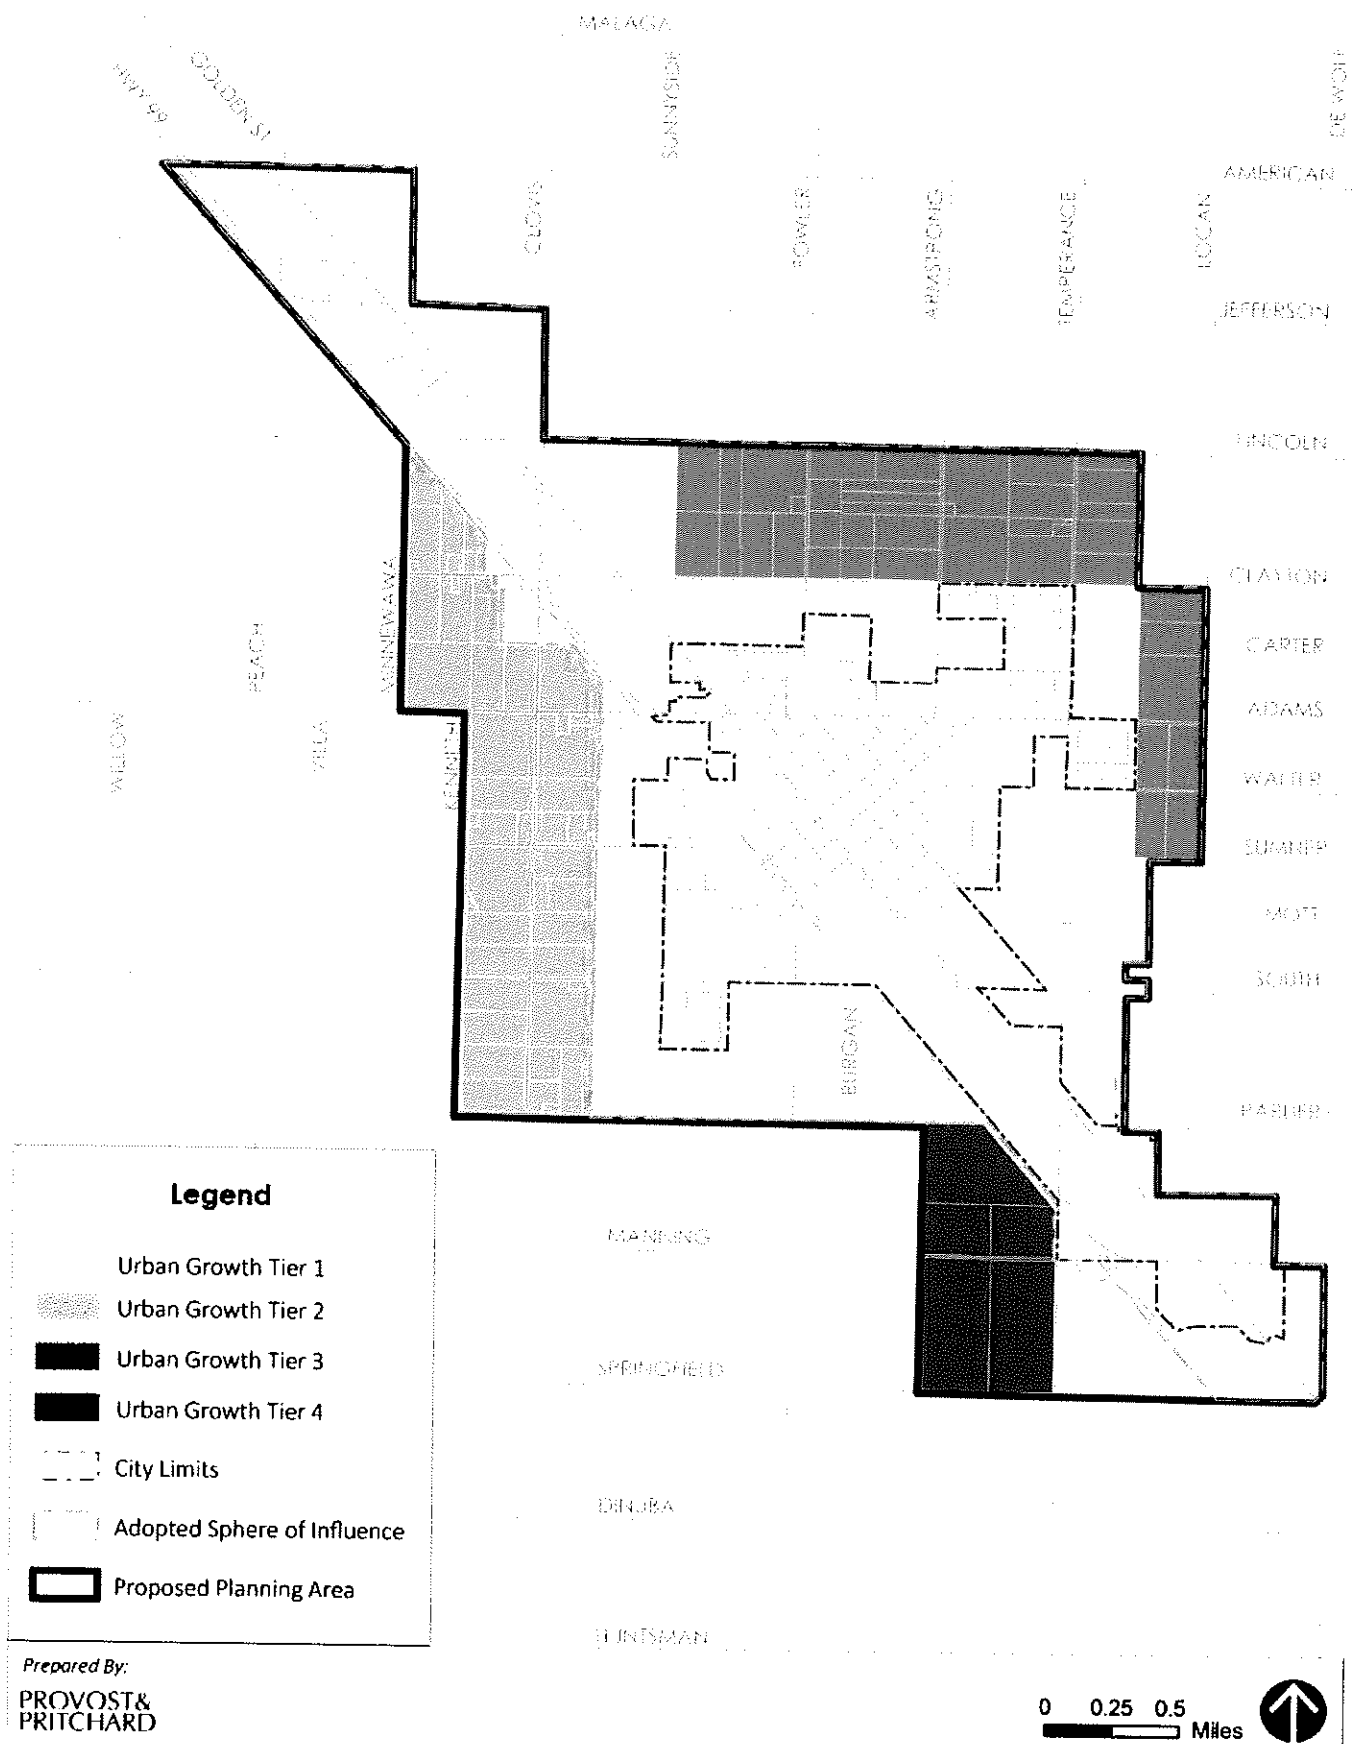 MALAGA
GOLDEN ST
HWY 99
SUNNYSIDE
DE WOLF
AMERICAN
CLOVIS
FOWLER
ARMSTRONG
TEMPERANCE
LOCAN
JEFFERSON
LINCOLN
CLAYTON
MINNEWAWA
PEACH
CARTER
ADAMS
WILLOW
VILLA
KENNETH
WALTER
SUMNER
MOTT
SOUTH
BURGAN
PARLIER
Legend
Urban Growth Tier 1
Urban Growth Tier 2
Urban Growth Tier 3
Urban Growth Tier 4
City Limits
Adopted Sphere of Influence
Proposed Planning Area
MANNING
SPRINGFIELD
DINUBA
HUNTSMAN
Prepared By:
PROVOST&
PRITCHARD
0 0.25 0.5
Miles